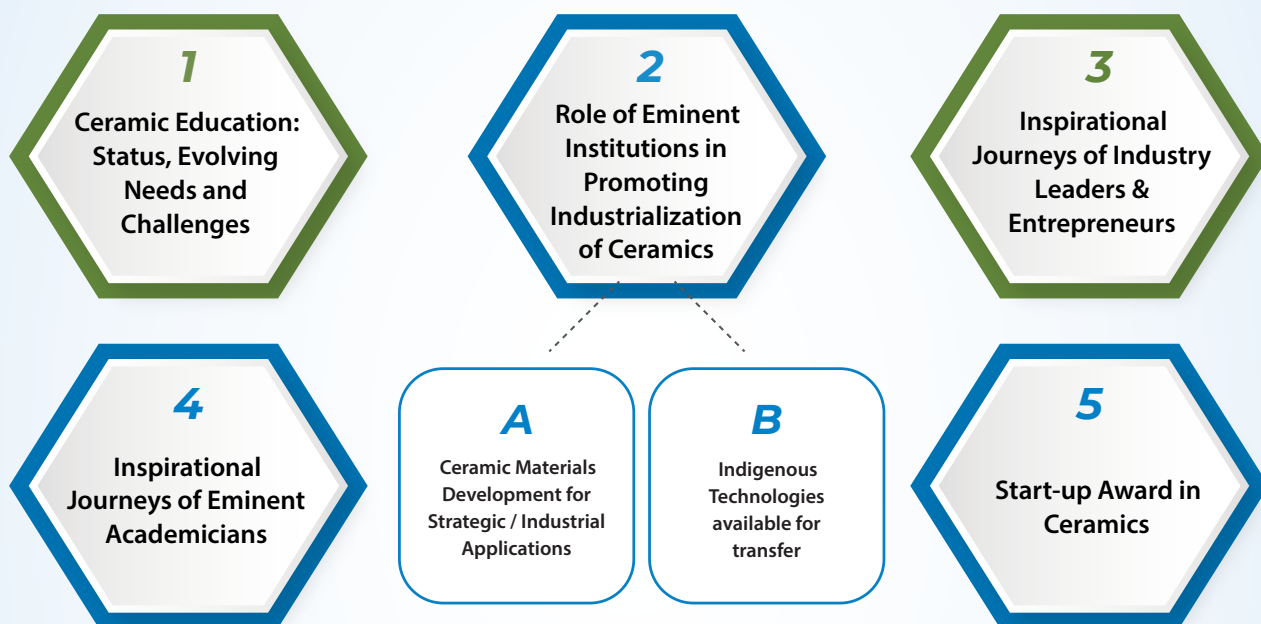 1
Ceramic Education:
Status, Evolving
Needs and
Challenges
2
Role of Eminent
Institutions in
Promoting
Industrialization
of Ceramics
3
Inspirational
Journeys of Industry
Leaders &
Entrepreneurs
4
Inspirational
Journeys of Eminent
Academicians
A
Ceramic Materials
Development for
Strategic / Industrial
Applications
B
Indigenous
Technologies
available for
transfer
5
Start-up Award in
Ceramics